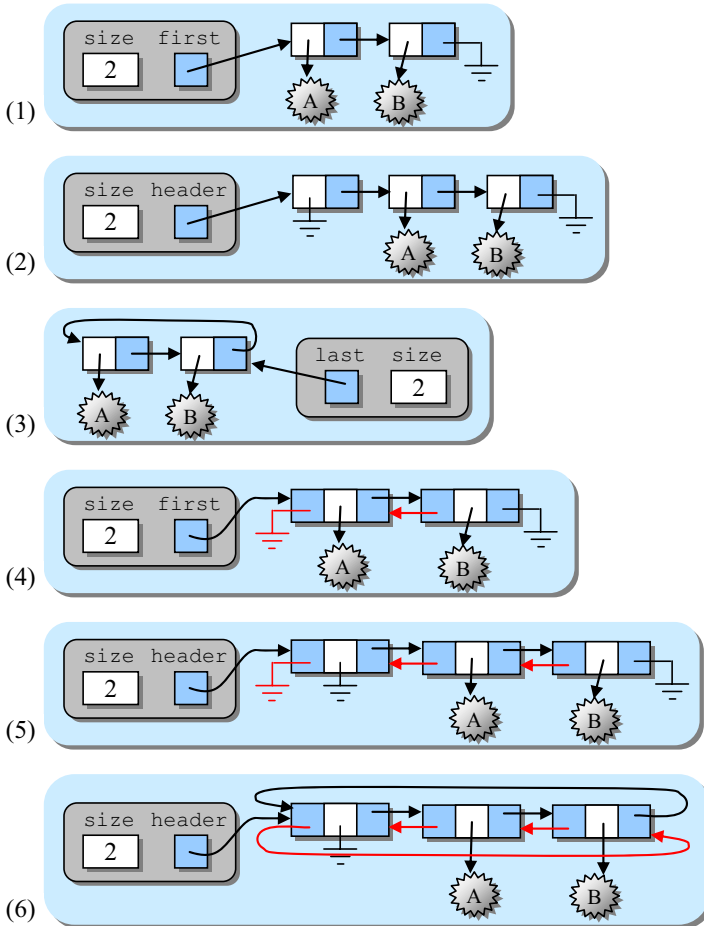 size first
2
A B
(1)
size header
2
A B
(2)
last size
2
A B
(3)
size first
2
A B
(4)
size header
2
A B
(5)
size header
2
A B
(6)